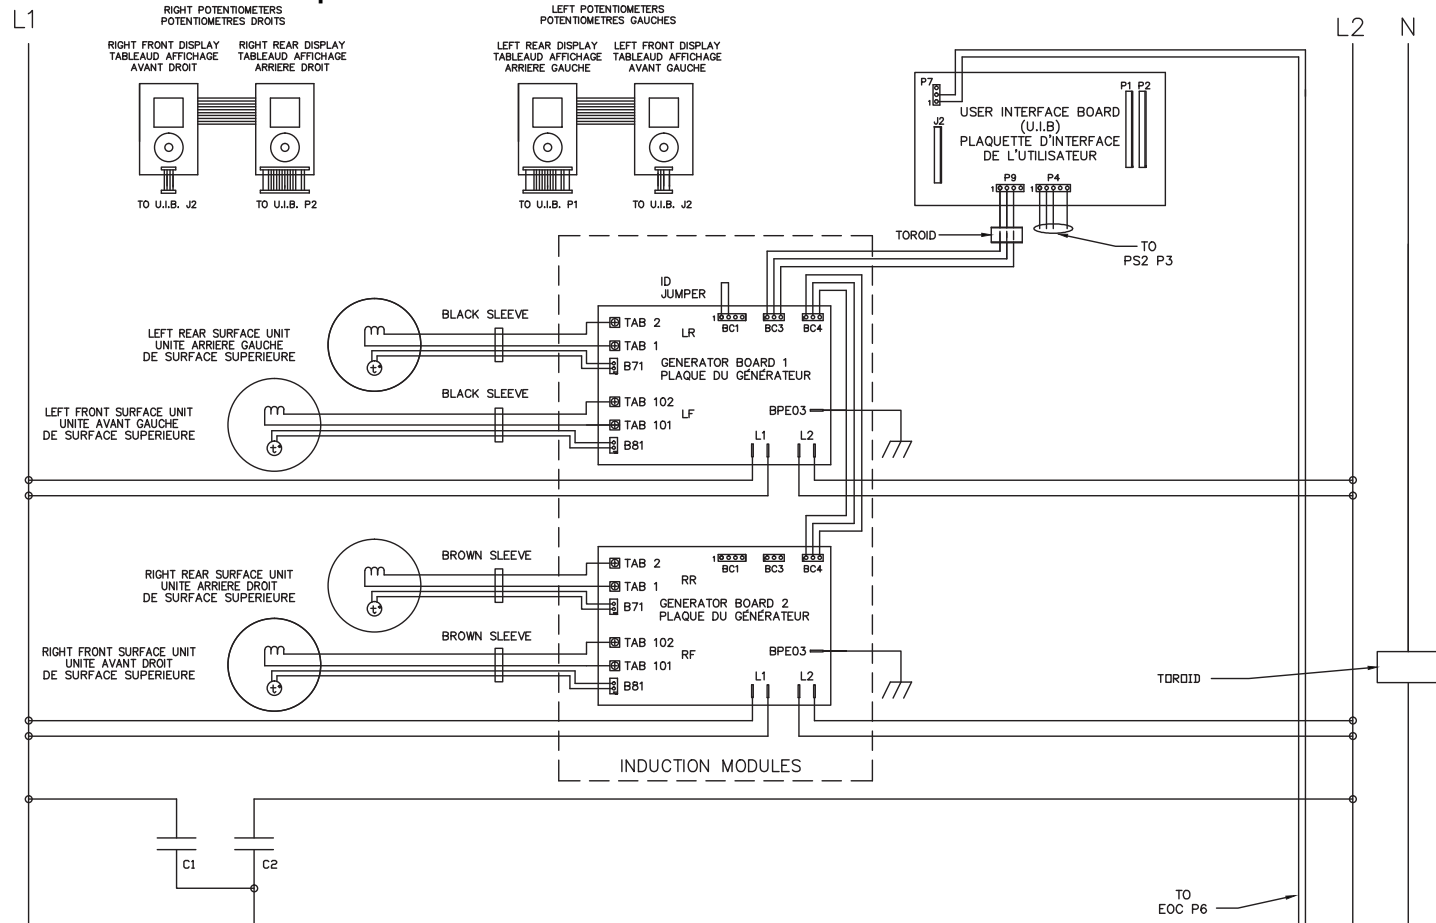 L1
RIGHT POTENTIOMETERS
POTENTIOMETRES DROITS
RIGHT FRONT DISPLAY
TABLEAUD AFFICHAGE
AVANT DROIT
RIGHT REAR DISPLAY
TABLEAUD AFFICHAGE
ARRIERE DROIT
TO U.I.B. J2
TO U.I.B. P2
LEFT POTENTIOMETERS
POTENTIOMETRES GAUCHES
LEFT REAR DISPLAY
TABLEAUD AFFICHAGE
ARRIERE GAUCHE
LEFT FRONT DISPLAY
TABLEAUD AFFICHAGE
AVANT GAUCHE
TO U.I.B. P1
TO U.I.B. J2
L2
N
P7
1
J2
P1
P2
USER INTERFACE BOARD
(U.I.B)
PLAQUETTE D'INTERFACE
DE L'UTILISATEUR
P9
1
P4
1
TOROID
TO
PS2 P3
ID
JUMPER
1
BC1
BC3
BC4
LEFT REAR SURFACE UNIT
UNITE ARRIERE GAUCHE
DE SURFACE SUPERIEURE
t°
BLACK SLEEVE
TAB 2
LR
TAB 1
B71
GENERATOR BOARD 1
PLAQUE DU GÉNÉRATEUR
LEFT FRONT SURFACE UNIT
UNITE AVANT GAUCHE
DE SURFACE SUPERIEURE
t°
BLACK SLEEVE
TAB 102
LF
TAB 101
B81
BPE03
L1
L2
RIGHT REAR SURFACE UNIT
UNITE ARRIERE DROIT
DE SURFACE SUPERIEURE
t°
BROWN SLEEVE
TAB 2
RR
TAB 1
B71
1
BC1
BC3
BC4
GENERATOR BOARD 2
PLAQUE DU GÉNÉRATEUR
RIGHT FRONT SURFACE UNIT
UNITE AVANT DROIT
DE SURFACE SUPERIEURE
t°
BROWN SLEEVE
TAB 102
RF
TAB 101
B81
BPE03
L1
L2
TOROID
INDUCTION MODULES
C1
C2
TO
EOC P6